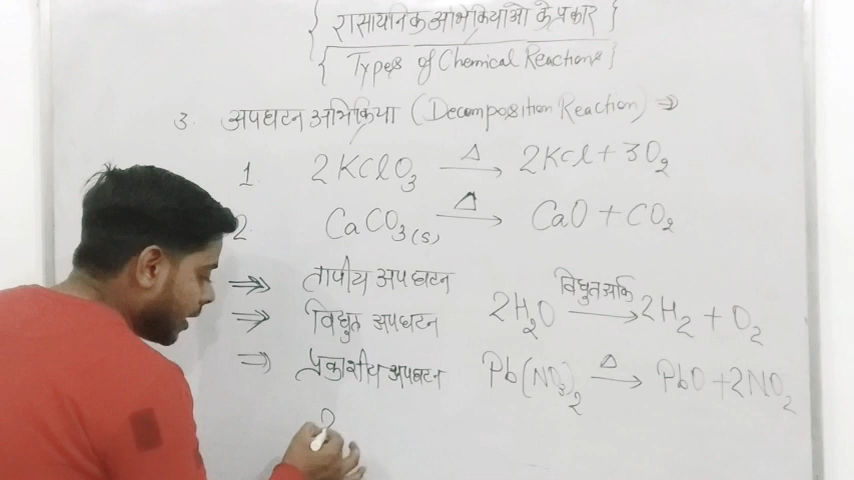 { रासायनिक अभिक्रियाओ के प्रकार }
{ Types of Chemical Reactions }
3. अपघटन अभिक्रिया (Decomposition Reaction) ⇒
1 2KClO₃ —Δ→ 2KCl + 3O₂
2. CaCO₃(s) —Δ→ CaO + CO₂
⇒ तापीय अपघटन
⇒ विद्युत अपघटन 2H₂O —विद्युत→ 2H₂ + O₂
⇒ प्रकाशीय अपघटन Pb(NO₃)₂ —Δ→ PbO + 2NO₂